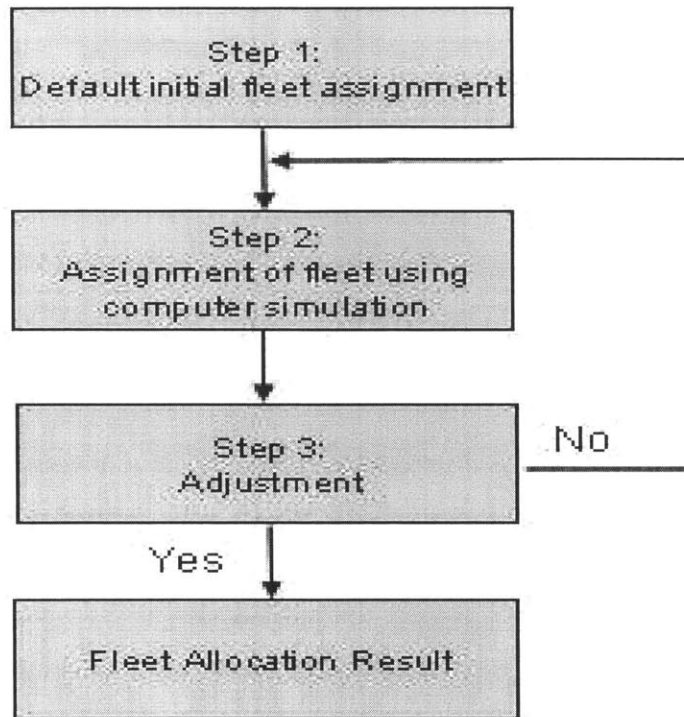 Step 1:
Default initial fleet assignment
Step 2:
Assignment of fleet using
computer simulation
Step 3:
Adjustment
No
Yes
Fleet Allocation Result